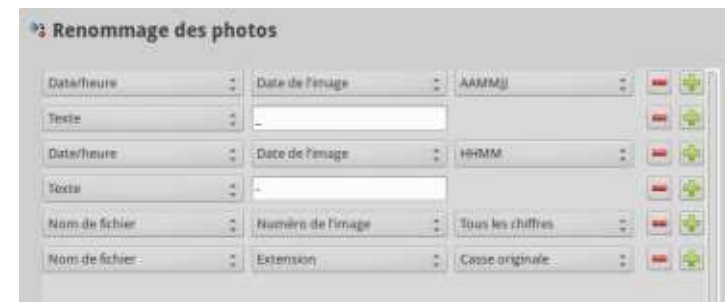 Renommage des photos
Date/heure Date de l'image AAMMJJ
Texte _
Date/heure Date de l'image HHMM
Texte -
Nom de fichier Numéro de l'image Tous les chiffres
Nom de fichier Extension Casse originale